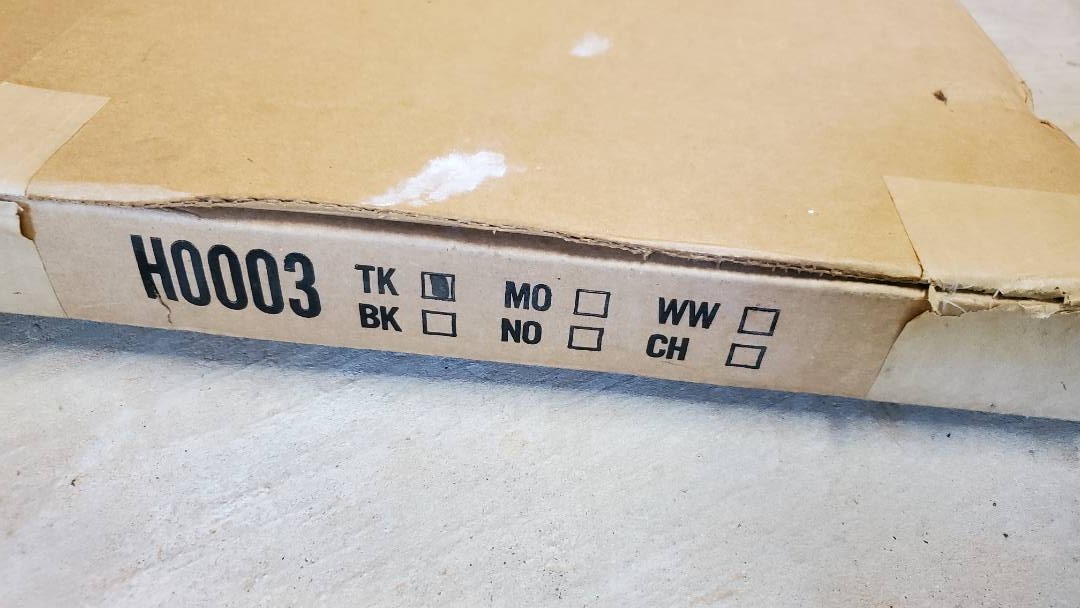 H0003 TK ■ MO □ WW □
BK □ NO □ CH □